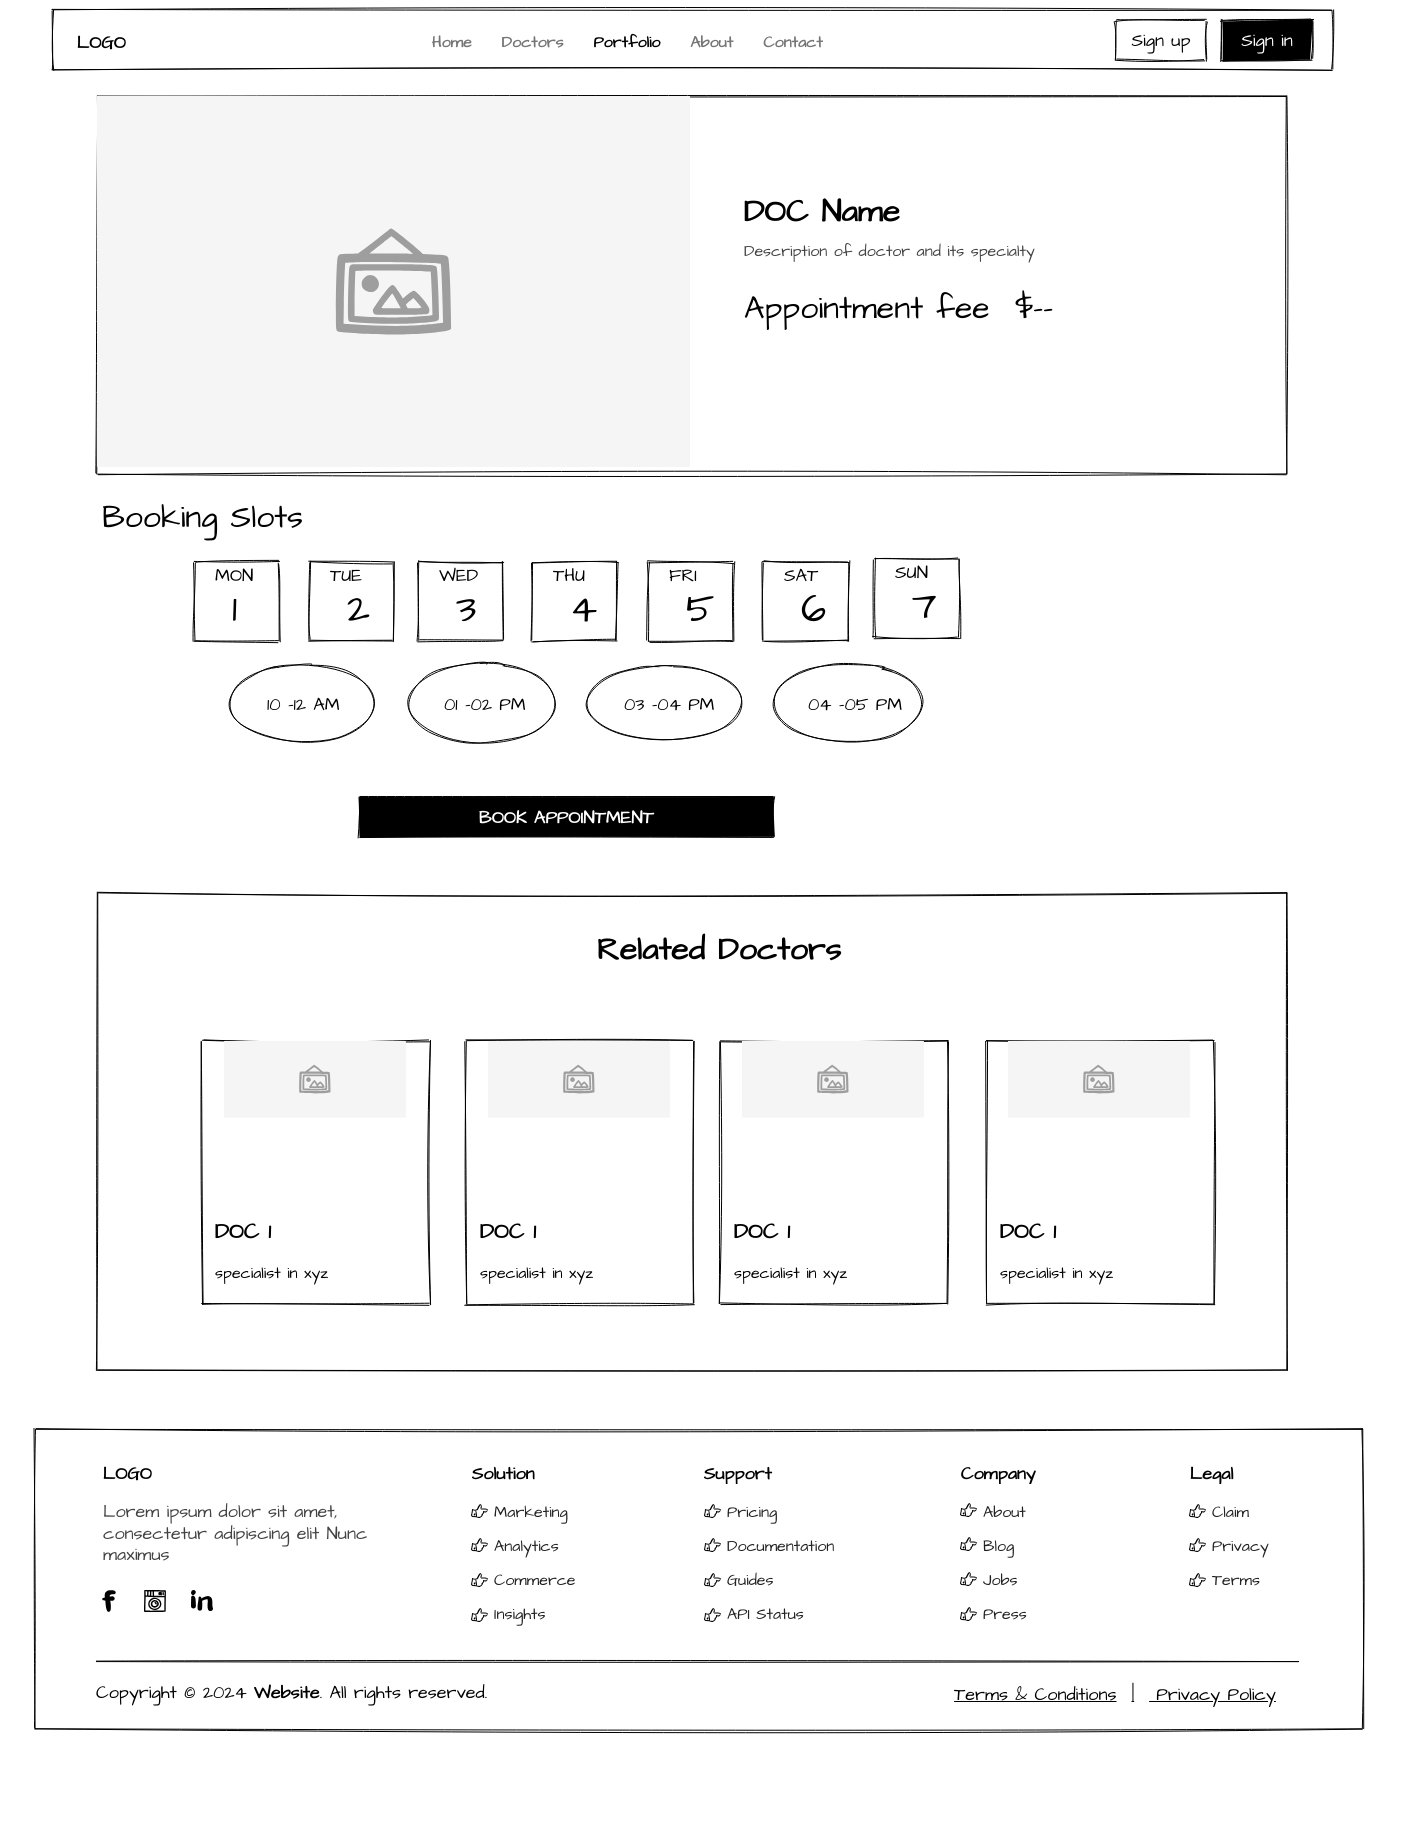 LOGO Home Doctors Portfolio About Contact Sign up Sign in
DOC Name
Description of doctor and its specialty
Appointment fee $--
Booking Slots
MON TUE WED THU FRI SAT SUN
1 2 3 4 5 6 7
10 -12 AM 01 -02 PM 03 -04 PM 04 -05 PM
BOOK APPOINTMENT
Related Doctors
DOC 1 DOC 1 DOC 1 DOC 1
specialist in xyz specialist in xyz specialist in xyz specialist in xyz
LOGO Solution Support Company Legal
Lorem ipsum dolor sit amet, Marketing Pricing About Claim
consectetur adipiscing elit Nunc Analytics Documentation Blog Privacy
maximus Commerce Guides Jobs Terms
f in Insights API Status Press
Copyright © 2024 Website. All rights reserved. Terms & Conditions | Privacy Policy